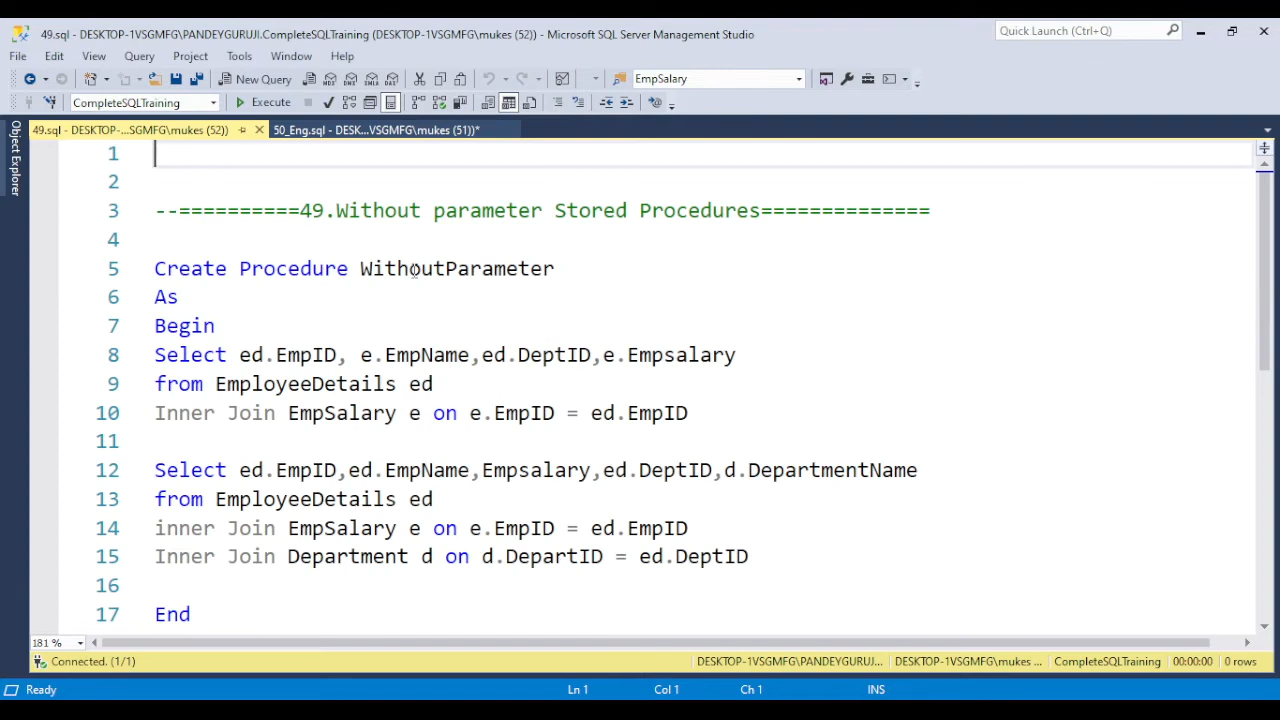 49.sql - DESKTOP-1VSGMFG\PANDEYGURUJI.CompleteSQLTraining (DESKTOP-1VSGMFG\mukes (52)) - Microsoft SQL Server Management Studio
Quick Launch (Ctrl+Q)
File Edit View Query Project Tools Window Help
New Query EmpSalary
CompleteSQLTraining Execute
49.sql - DESKTOP-...SGMFG\mukes (52)) 50_Eng.sql - DESK...VSGMFG\mukes (51))*
Object Explorer
1
2
3 --==========49.Without parameter Stored Procedures==============
4
5 Create Procedure WithoutParameter
6 As
7 Begin
8 Select ed.EmpID, e.EmpName,ed.DeptID,e.Empsalary
9 from EmployeeDetails ed
10 Inner Join EmpSalary e on e.EmpID = ed.EmpID
11
12 Select ed.EmpID,ed.EmpName,Empsalary,ed.DeptID,d.DepartmentName
13 from EmployeeDetails ed
14 inner Join EmpSalary e on e.EmpID = ed.EmpID
15 Inner Join Department d on d.DepartID = ed.DeptID
16
17 End
181 %
Connected. (1/1) DESKTOP-1VSGMFG\PANDEYGURUJI... DESKTOP-1VSGMFG\mukes ... CompleteSQLTraining 00:00:00 0 rows
Ready Ln 1 Col 1 Ch 1 INS